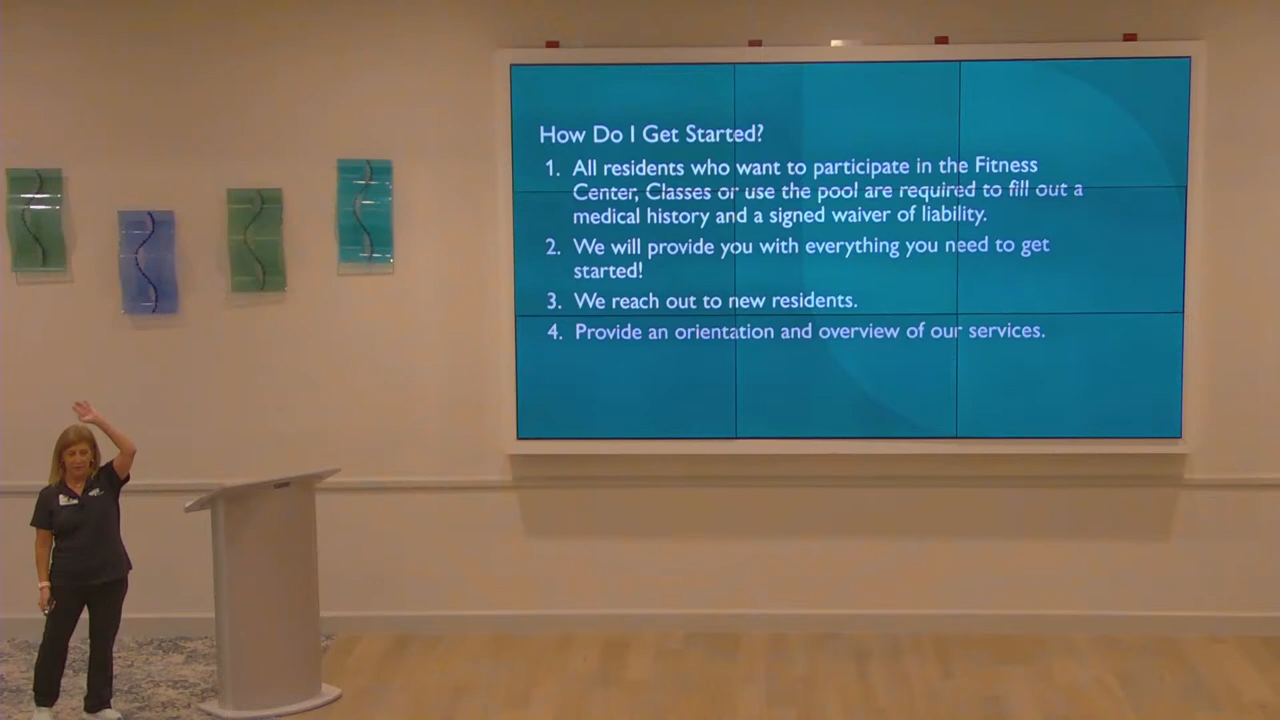 How Do I Get Started?
1. All residents who want to participate in the Fitness
Center, Classes or use the pool are required to fill out a
medical history and a signed waiver of liability.
2. We will provide you with everything you need to get
started!
3. We reach out to new residents.
4. Provide an orientation and overview of our services.